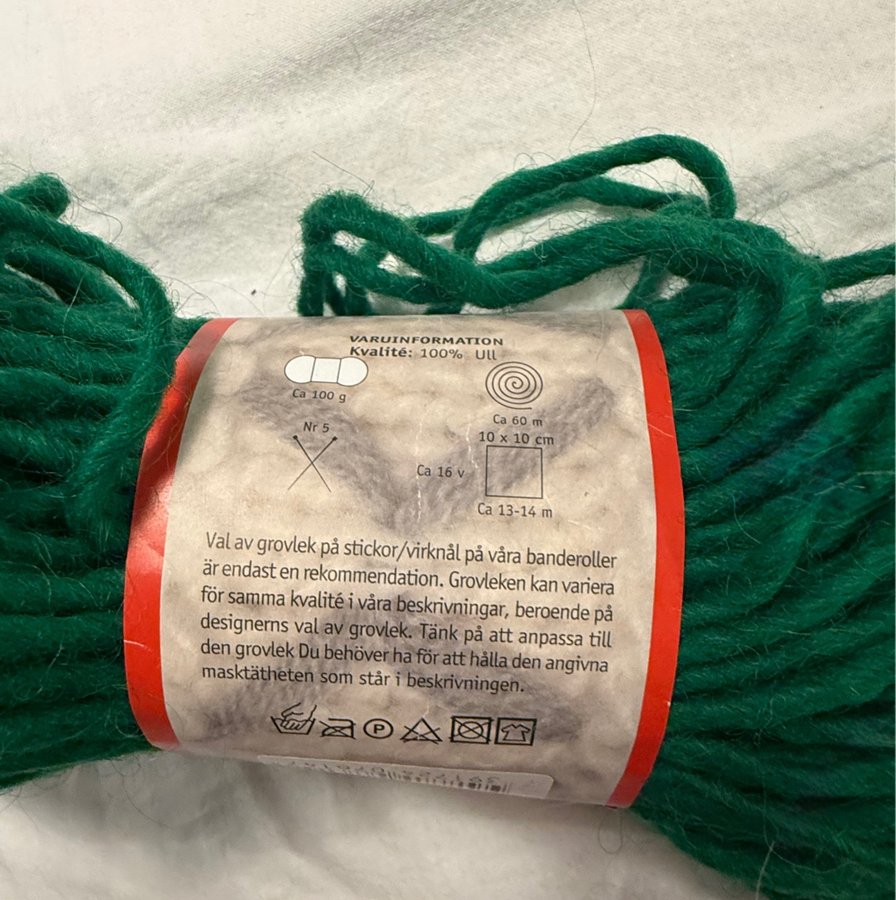 VARUINFORMATION
Kvalité: 100% Ull
Ca 100 g
Ca 60 m
Nr 5
10 x 10 cm
Ca 16 v
Ca 13-14 m
Val av grovlek på stickor/virknål på våra banderoller
är endast en rekommendation. Grovleken kan variera
för samma kvalité i våra beskrivningar, beroende på
designerns val av grovlek. Tänk på att anpassa till
den grovlek Du behöver ha för att hålla den angivna
masktätheten som står i beskrivningen.
P